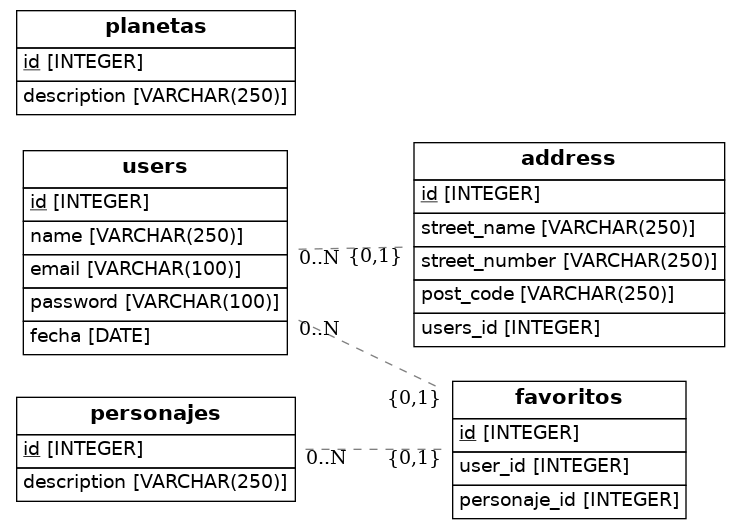 planetas
id [INTEGER]
description [VARCHAR(250)]
users
id [INTEGER]
name [VARCHAR(250)]
email [VARCHAR(100)]
password [VARCHAR(100)]
fecha [DATE]
0..N {0,1}
address
id [INTEGER]
street_name [VARCHAR(250)]
street_number [VARCHAR(250)]
post_code [VARCHAR(250)]
users_id [INTEGER]
0..N
{0,1}
personajes
id [INTEGER]
description [VARCHAR(250)]
0..N {0,1}
favoritos
id [INTEGER]
user_id [INTEGER]
personaje_id [INTEGER]